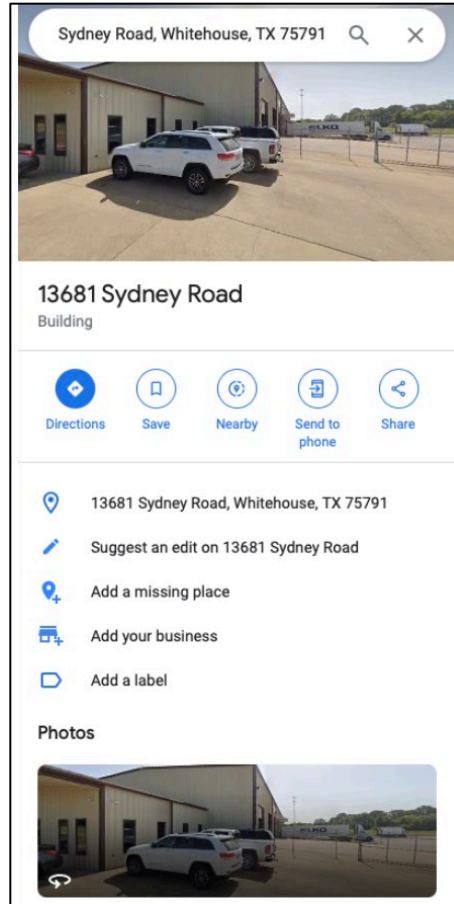 Sydney Road, Whitehouse, TX 75791
ELKO
13681 Sydney Road
Building
Directions
Save
Nearby
Send to
phone
Share
13681 Sydney Road, Whitehouse, TX 75791
Suggest an edit on 13681 Sydney Road
Add a missing place
Add your business
Add a label
Photos
ELKO